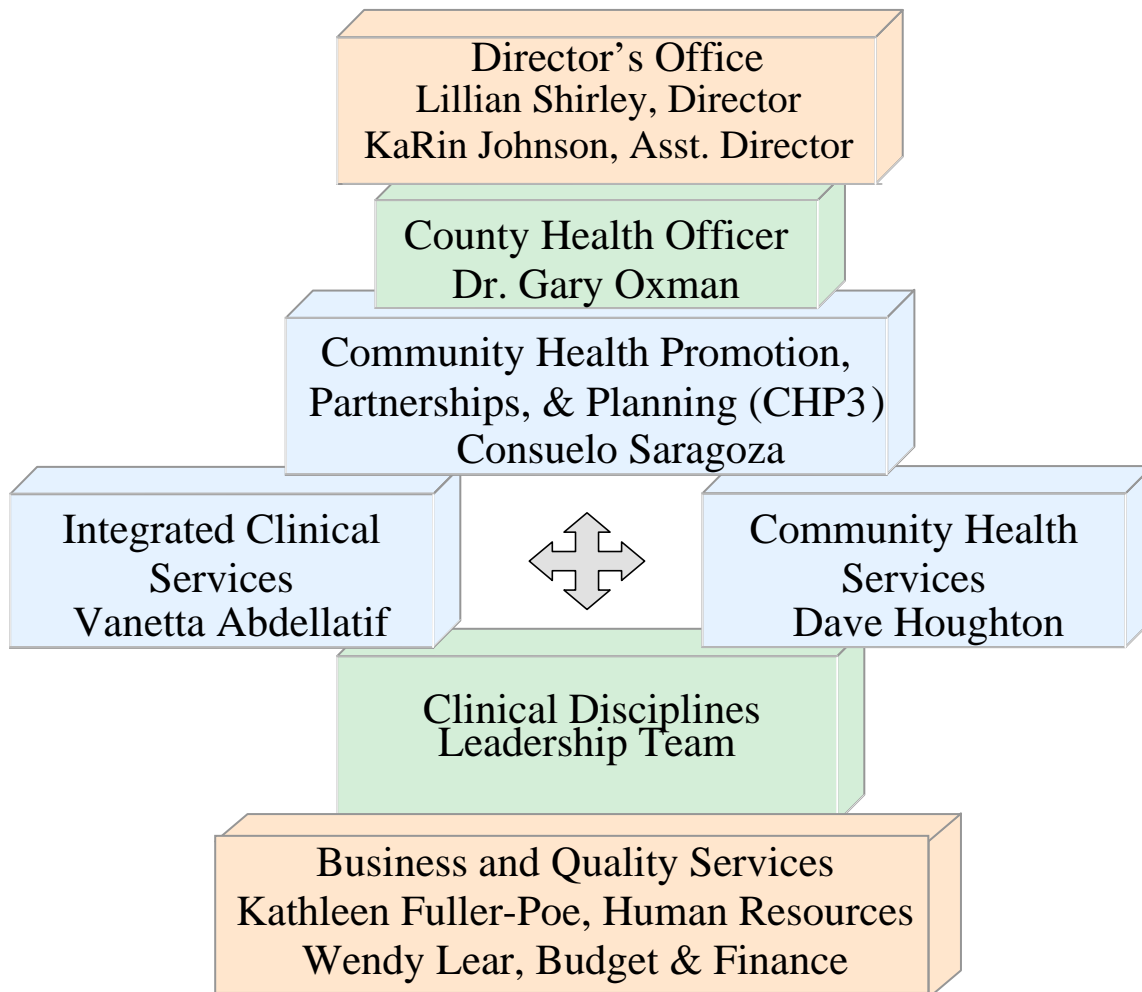 Director’s Office
Lillian Shirley, Director
KaRin Johnson, Asst. Director
County Health Officer
Dr. Gary Oxman
Community Health Promotion,
Partnerships, & Planning (CHP3)
Consuelo Saragoza
Integrated Clinical
Services
Vanetta Abdellatif
Community Health
Services
Dave Houghton
Clinical Disciplines
Leadership Team
Business and Quality Services
Kathleen Fuller-Poe, Human Resources
Wendy Lear, Budget & Finance